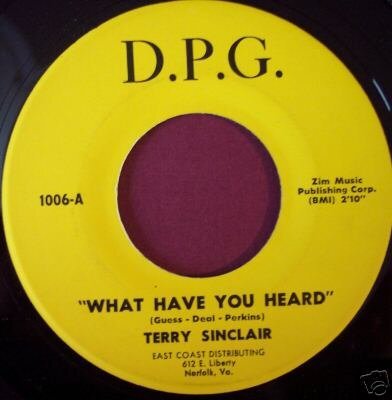 D.P.G.
1006-A
Zim Music
Publishing Corp.
(BMI) 2'10"
"WHAT HAVE YOU HEARD"
(Guess - Deal - Perkins)
TERRY SINCLAIR
EAST COAST DISTRIBUTING
612 E. Liberty
Norfolk, Va.